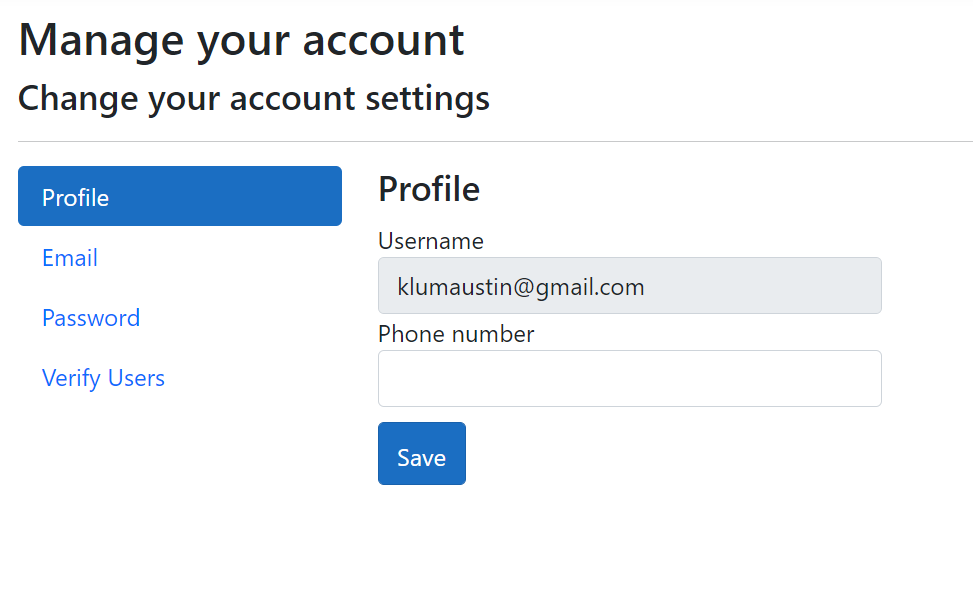 Manage your account
Change your account settings
Profile
Email
Password
Verify Users
Profile
Username
klumaustin@gmail.com
Phone number
Save